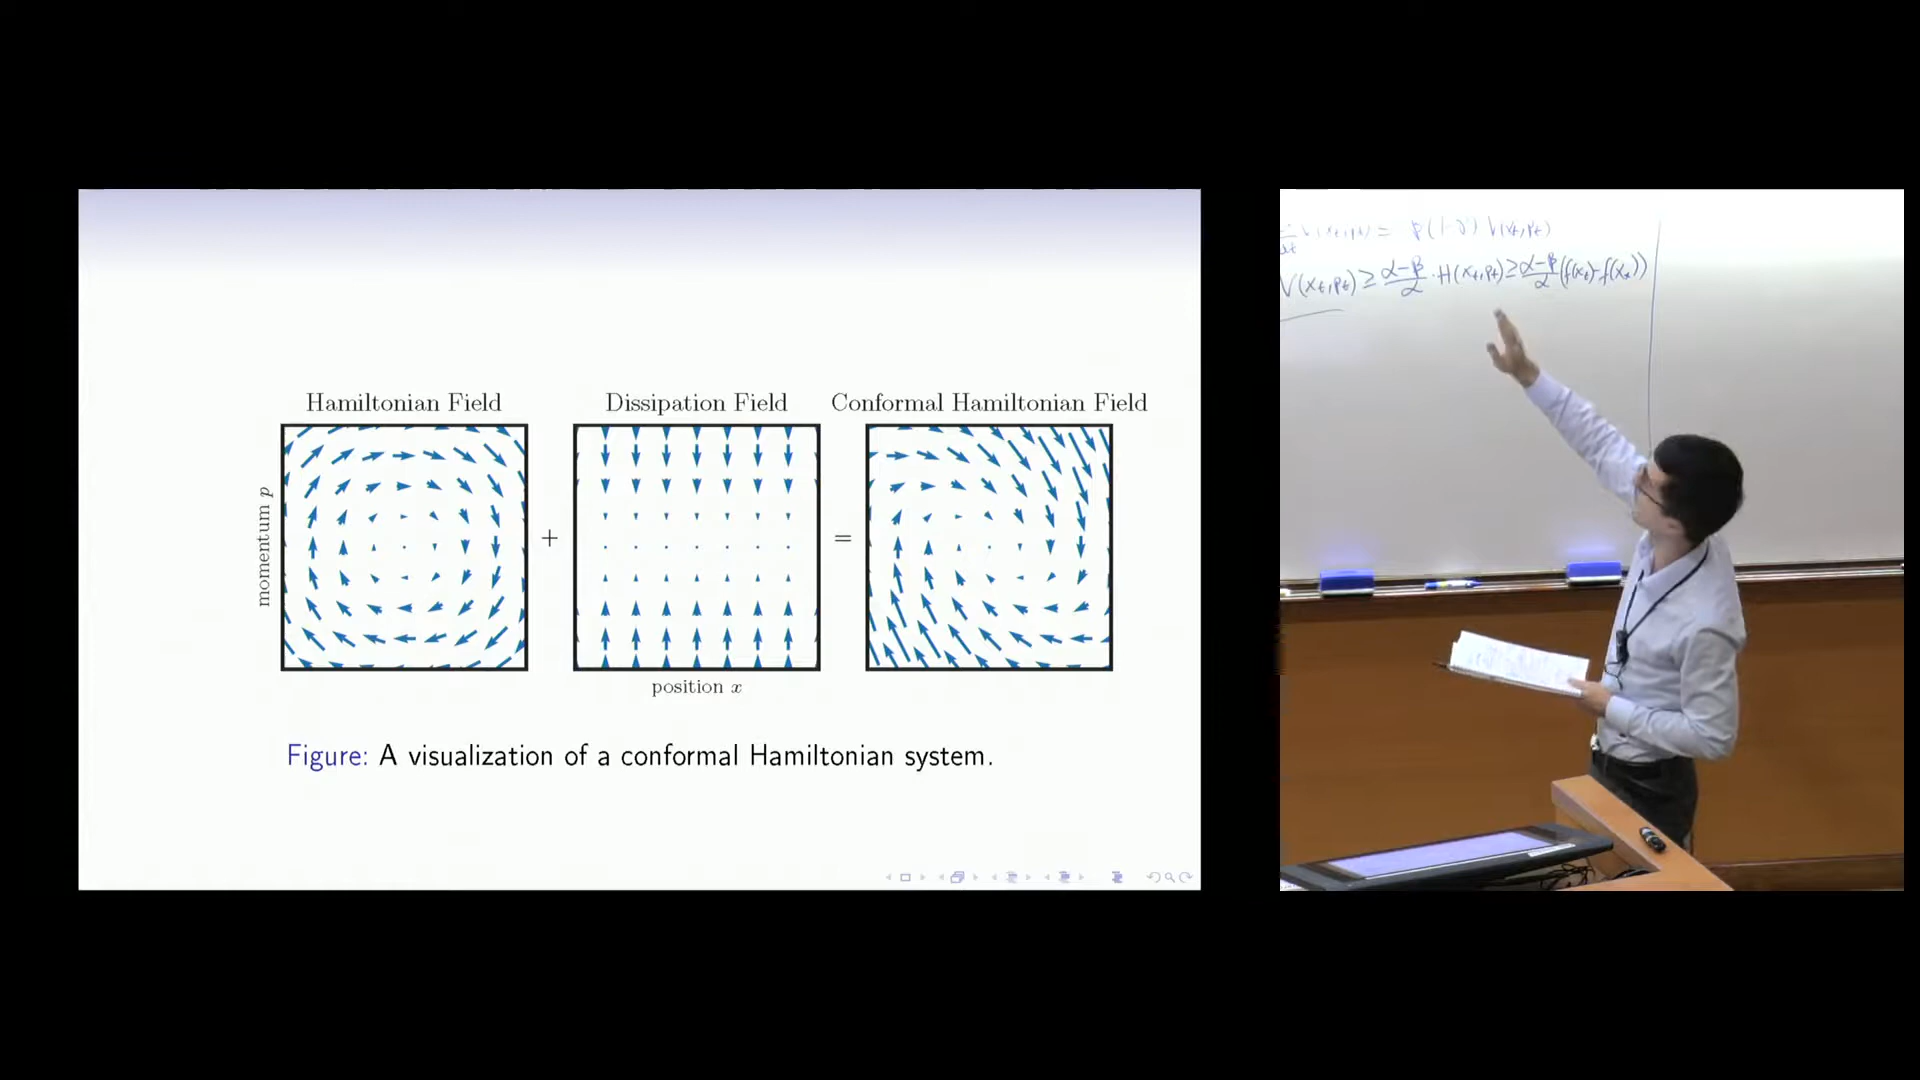 Hamiltonian Field
Dissipation Field
Conformal Hamiltonian Field
momentum p
+
=
position x
Figure: A visualization of a conformal Hamiltonian system.
V(xₜ,pₜ) ≥ α-β/α · H(xₜ,pₜ) ≥ α-β/α (f(xₜ)-f(x⋆))